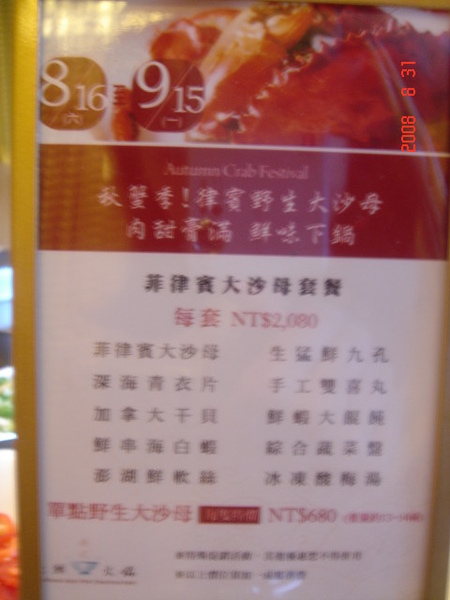 8/16 9/15
(六) (一)
2008 8 31
Autumn Crab Festival
秋蟹季!律賓野生大沙母
肉甜膏滿 鮮味下鍋
菲律賓大沙母套餐
每套 NT$2,080
菲律賓大沙母 生猛鮮九孔
深海青衣片 手工雙喜丸
加拿大干貝 鮮蝦大餛飩
鮮串海白蝦 綜合蔬菜盤
澎湖鮮軟絲 冰凍酸梅湯
單點野生大沙母 NT$680